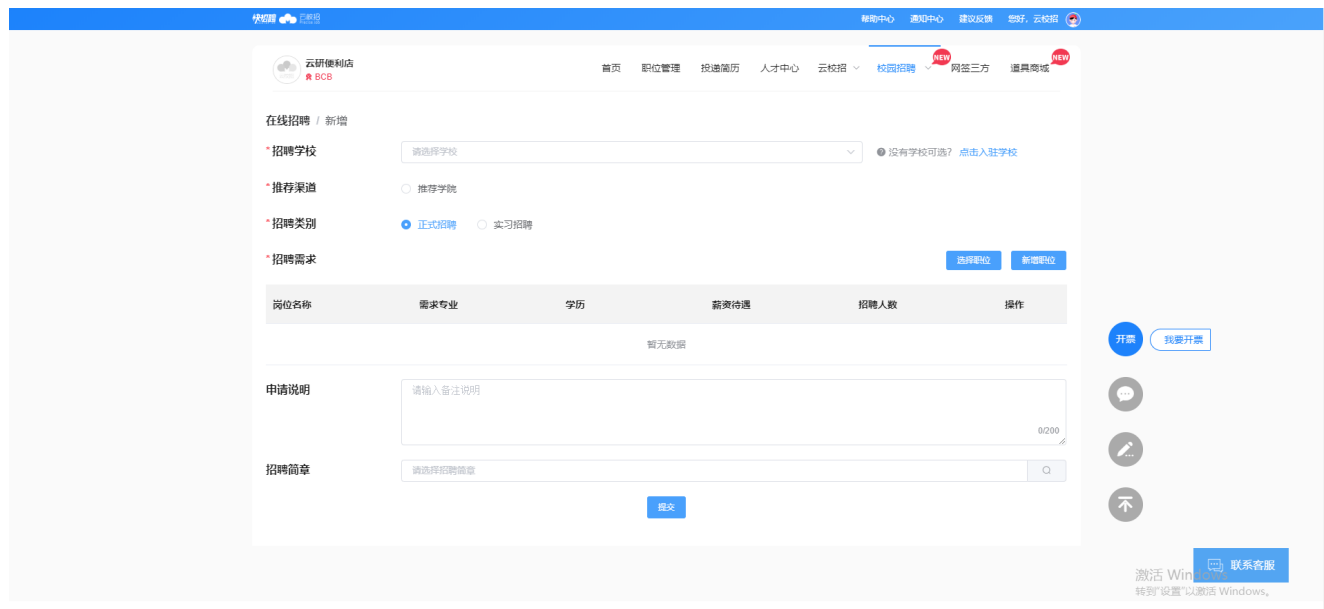 快招聘 云校招
帮助中心 通知中心 建议反馈 您好，云校招
云研便利店
BCB
首页 职位管理 投递简历 人才中心 云校招 校园招聘 NEW 网签三方 道具商城 NEW
在线招聘 / 新增
*招聘学校 请选择学校 没有学校可选？ 点击入驻学校
*推荐渠道 推荐学院
*招聘类别 正式招聘 实习招聘
*招聘需求 选择职位 新增职位
岗位名称 需求专业 学历 薪资待遇 招聘人数 操作
开票 我要开票
暂无数据
申请说明 请输入备注说明
0/200
招聘简章 请选择招聘简章
提交
联系客服
激活 Windows
转到"设置"以激活 Windows。